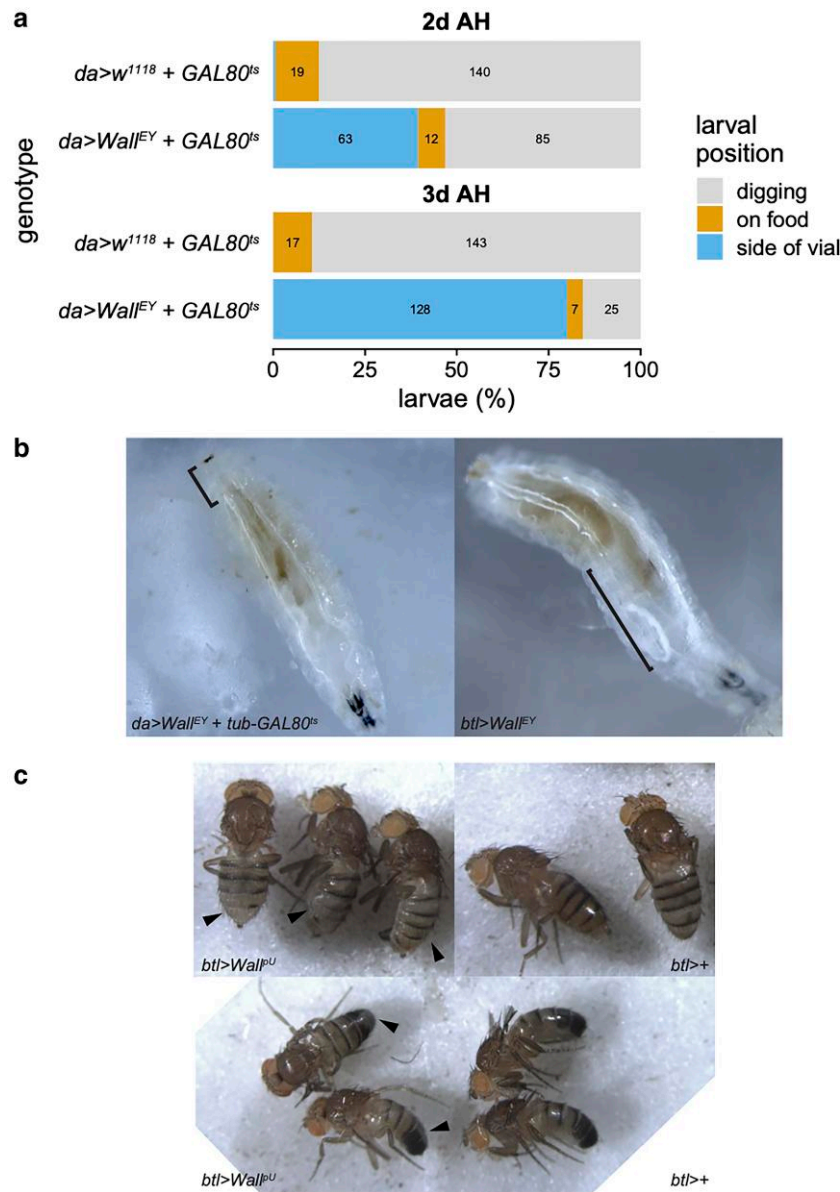 a
2d AH
da>w¹¹¹⁸ + GAL80ᵗˢ
19
140
da>Wallᴱʸ + GAL80ᵗˢ
63
12
85
3d AH
da>w¹¹¹⁸ + GAL80ᵗˢ
17
143
da>Wallᴱʸ + GAL80ᵗˢ
128
7
25
genotype
0
25
50
75
100
larvae (%)
larval
position
digging
on food
side of vial
b
da>Wallᴱʸ + tub-GAL80ᵗˢ
btl>Wallᴱʸ
c
btl>Wallᵖᵁ
btl>+
btl>Wallᵖᵁ
btl>+